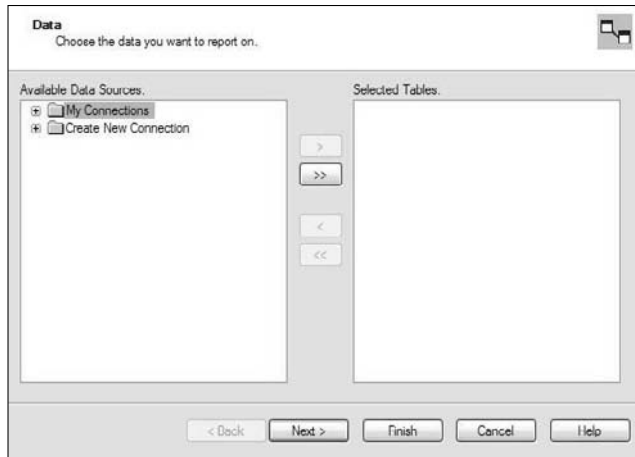 Data
Choose the data you want to report on.
Available Data Sources.
Selected Tables.
My Connections
Create New Connection
>
>>
<
<<
< Back
Next >
Finish
Cancel
Help